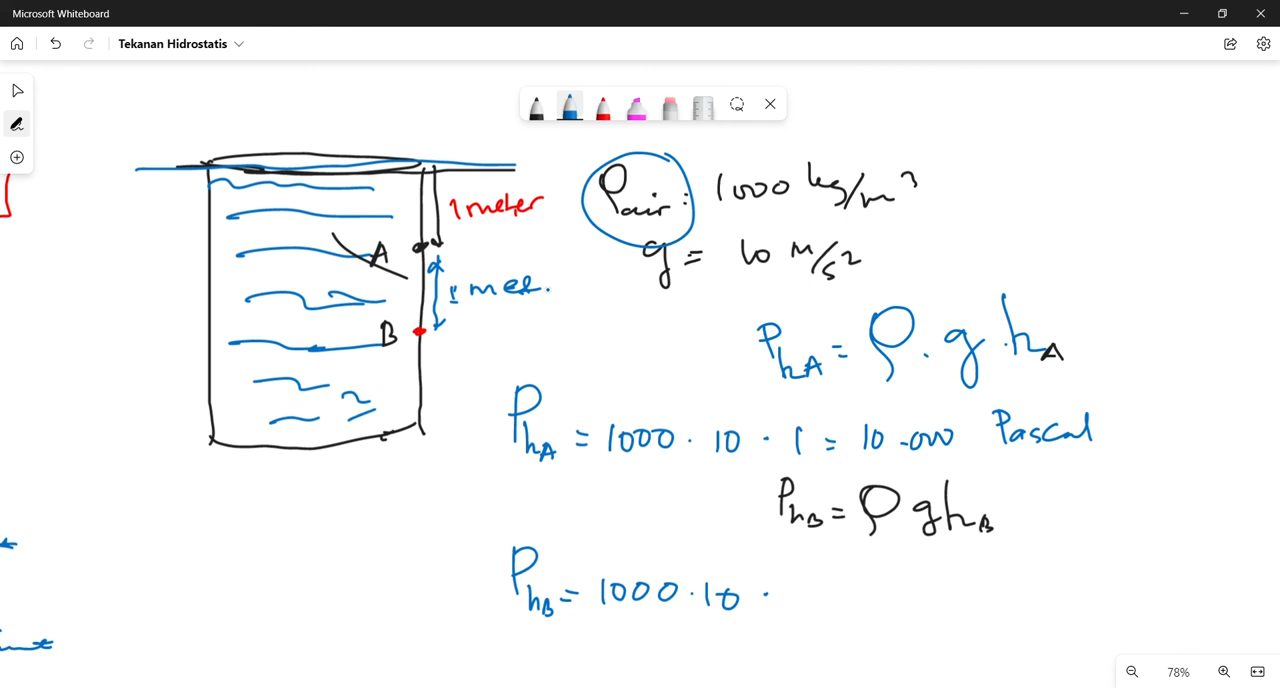 Microsoft Whiteboard
Tekanan Hidrostatis
1 meter
A
1 met.
B
ρair : 1000 kg/m³
g = 10 m/s²
PhA = ρ . g . hA
PhA = 1000 . 10 . 1 = 10.000 Pascal
PhB = ρ g hB
PhB = 1000 . 10 .
78%